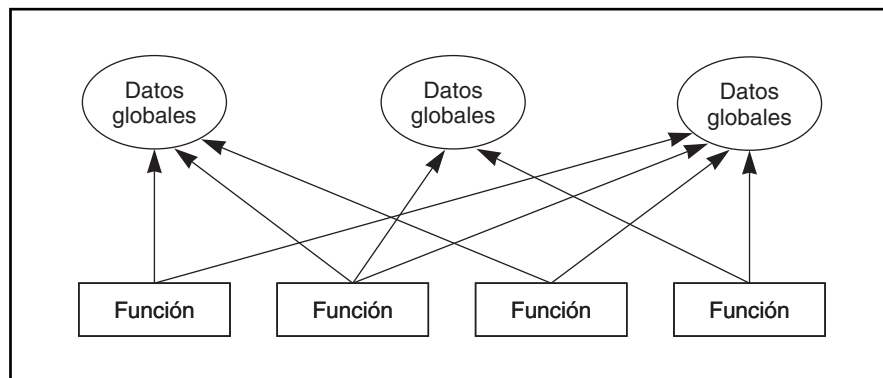 Datos
globales
Datos
globales
Datos
globales
Función
Función
Función
Función